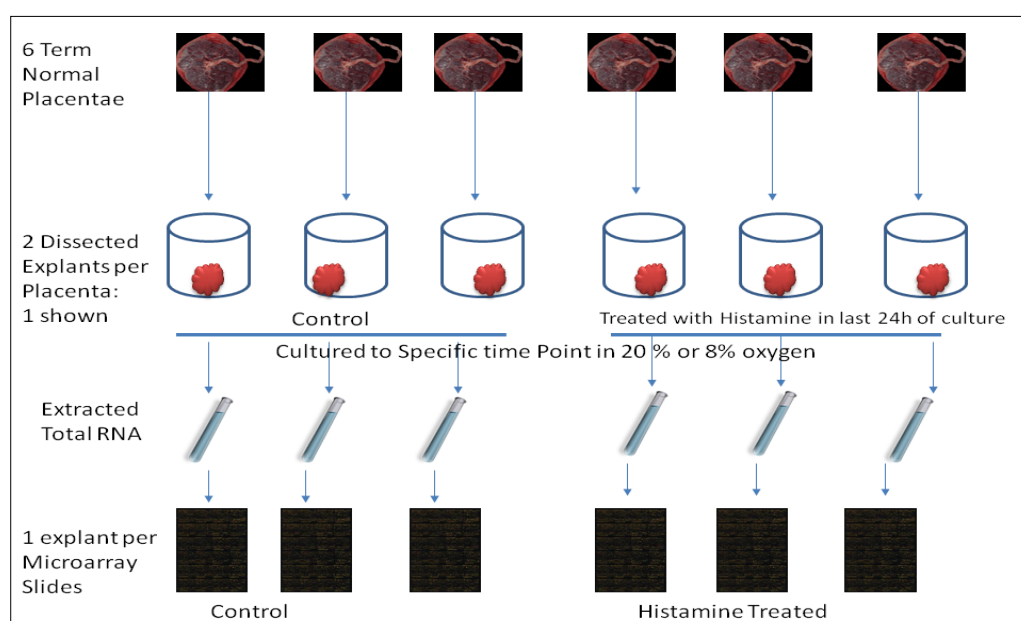 6 Term
Normal
Placentae
2 Dissected
Explants per
Placenta:
1 shown
Control
Treated with Histamine in last 24h of culture
Cultured to Specific time Point in 20 % or 8% oxygen
Extracted
Total RNA
1 explant per
Microarray
Slides
Control
Histamine Treated